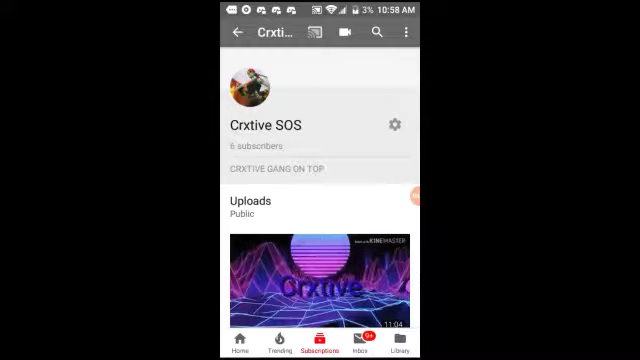 3% 10:58 AM
Crxti...
Crxtive SOS
6 subscribers
CRXTIVE GANG ON TOP
Uploads
Public
KINEMASTER
Crxtive
11:04
9+
Home Trending Subscriptions Inbox Library